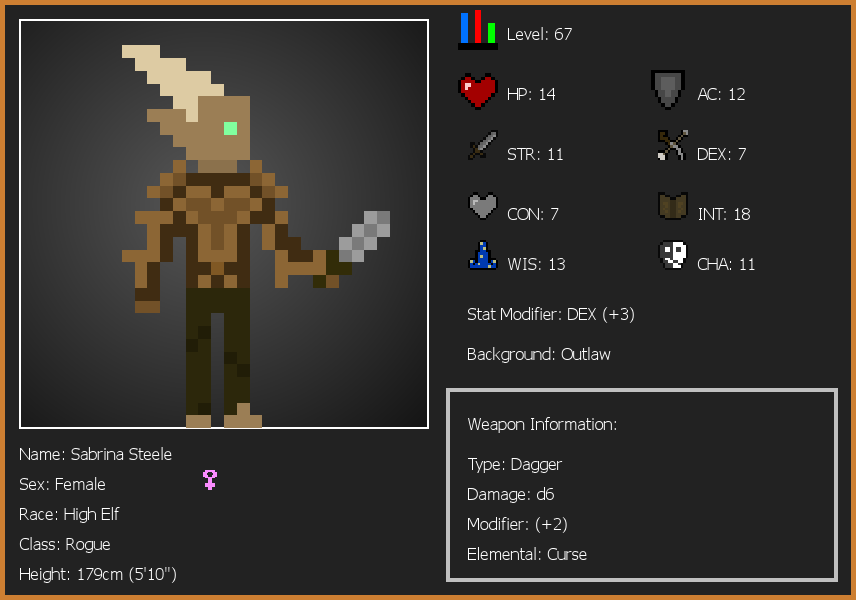 Level: 67
HP: 14
AC: 12
STR: 11
DEX: 7
CON: 7
INT: 18
WIS: 13
CHA: 11
Stat Modifier: DEX (+3)
Background: Outlaw
Weapon Information:
Type: Dagger
Damage: d6
Modifier: (+2)
Elemental: Curse
Name: Sabrina Steele
Sex: Female
Race: High Elf
Class: Rogue
Height: 179cm (5'10")